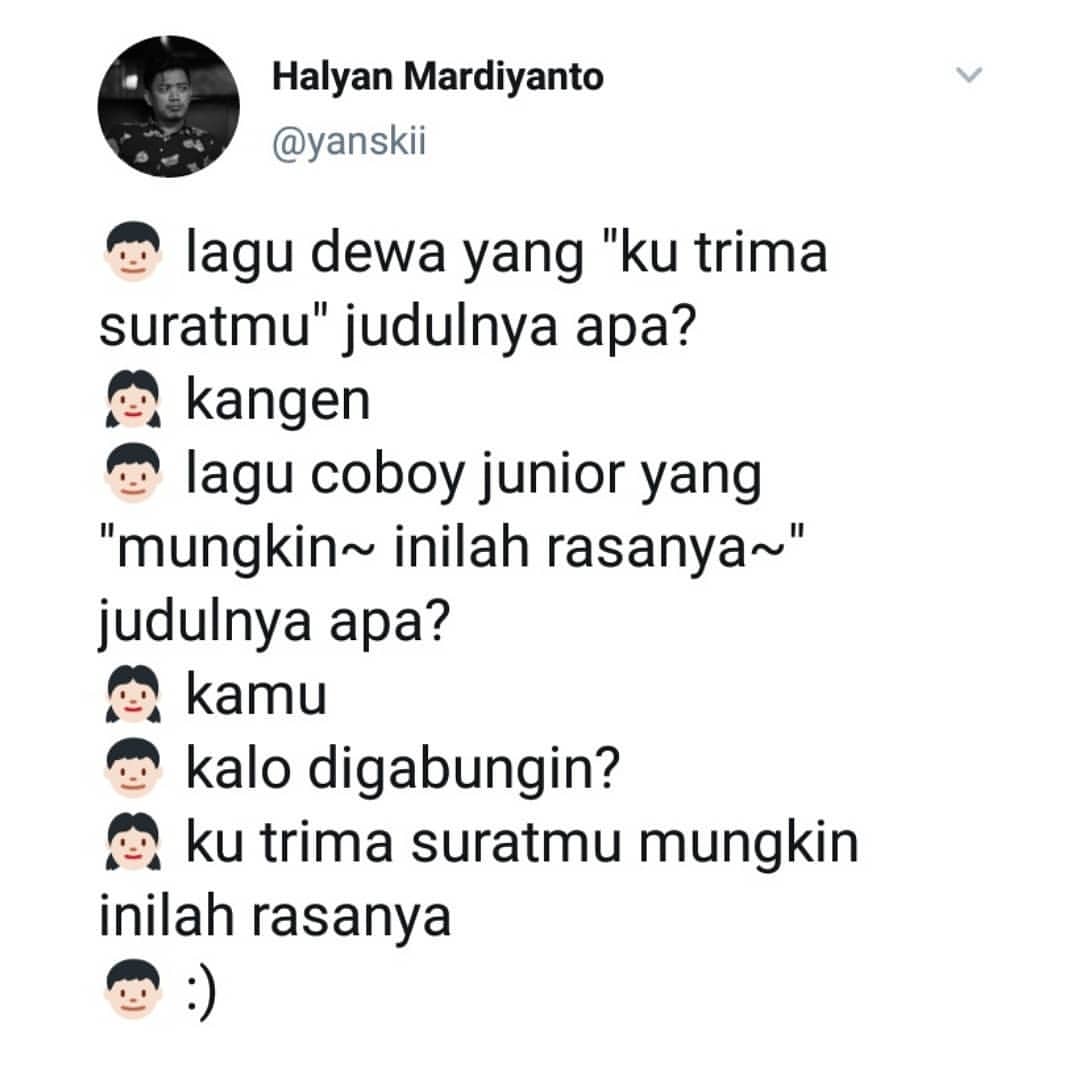 Halyan Mardiyanto
@yanskii
👦🏻 lagu dewa yang "ku trima
suratmu" judulnya apa?
👧🏻 kangen
👦🏻 lagu coboy junior yang
"mungkin~ inilah rasanya~"
judulnya apa?
👧🏻 kamu
👦🏻 kalo digabungin?
👧🏻 ku trima suratmu mungkin
inilah rasanya
👦🏻 :)